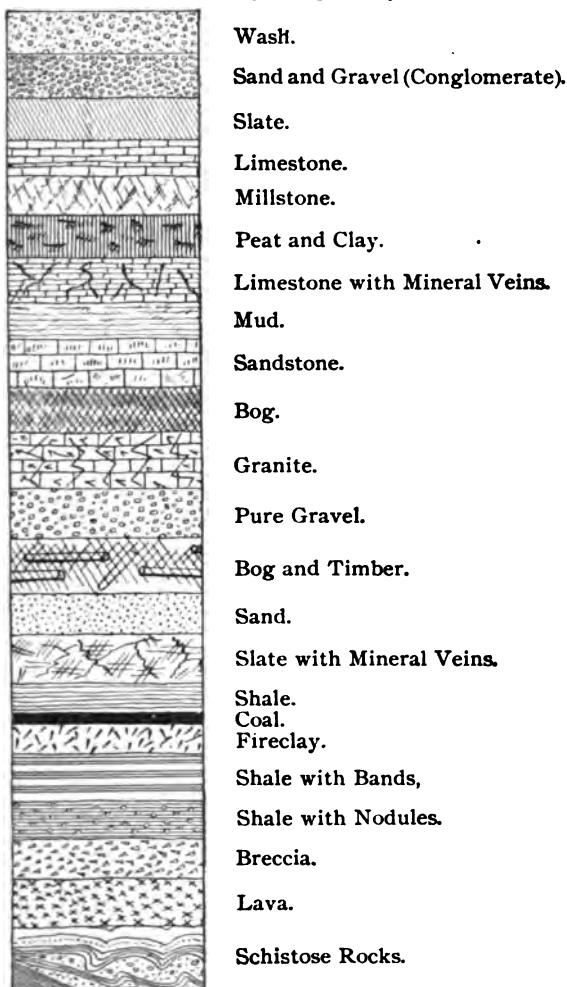 Wash.
Sand and Gravel (Conglomerate).
Slate.
Limestone.
Millstone.
Peat and Clay.
Limestone with Mineral Veins.
Mud.
Sandstone.
Bog.
Granite.
Pure Gravel.
Bog and Timber.
Sand.
Slate with Mineral Veins.
Shale.
Coal.
Fireclay.
Shale with Bands,
Shale with Nodules.
Breccia.
Lava.
Schistose Rocks.